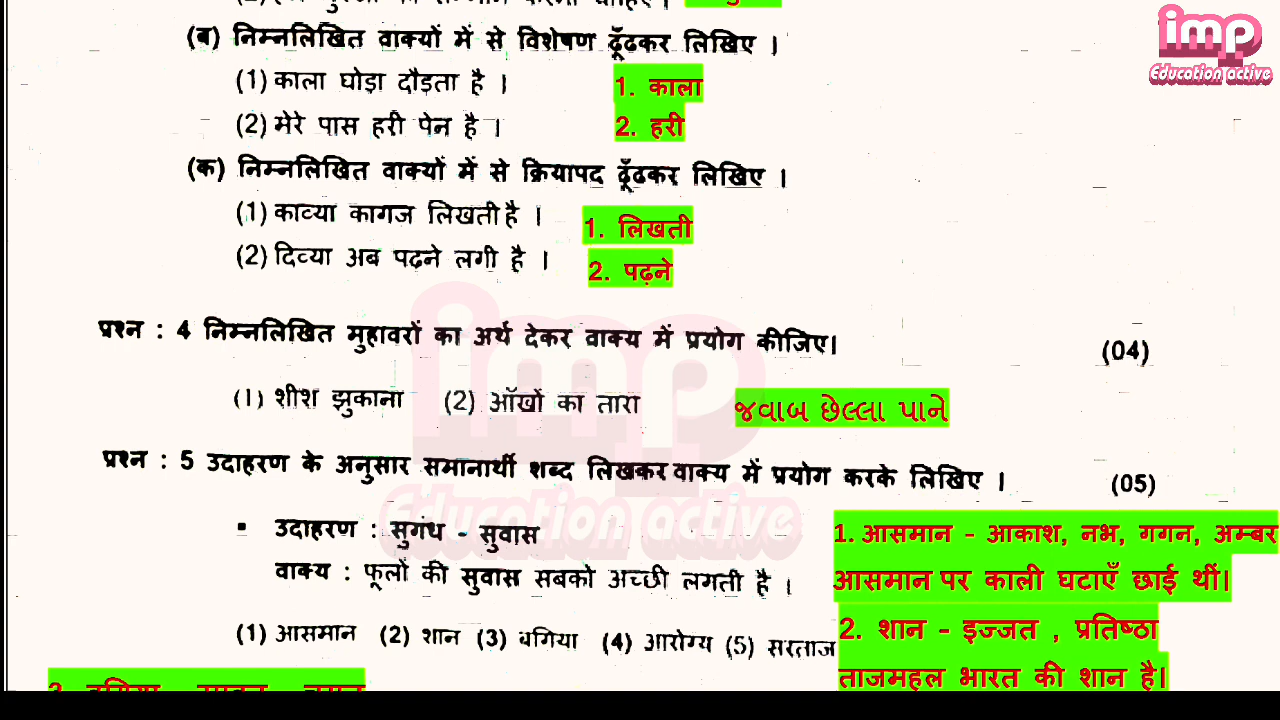 imp
Education active
(ब) निम्नलिखित वाक्यों में से विशेषण ढूँढकर लिखिए ।
(1) काला घोड़ा दौड़ता है । 1. काला
(2) मेरे पास हरी पेन है । 2. हरी
(क) निम्नलिखित वाक्यों में से क्रियापद ढूँढकर लिखिए ।
(1) काव्या कागज लिखती है । 1. लिखती
(2) दिव्या अब पढ़ने लगी है । 2. पढ़ने
प्रश्न : 4 निम्नलिखित मुहावरों का अर्थ देकर वाक्य में प्रयोग कीजिए। (04)
(1) शीश झुकाना (2) आँखों का तारा જવાબ છેલ્લા પાને
प्रश्न : 5 उदाहरण के अनुसार समानार्थी शब्द लिखकर वाक्य में प्रयोग करके लिखिए । (05)
imp
Education active
▪ उदाहरण : सुगंध - सुवास 1. आसमान - आकाश, नभ, गगन, अम्बर
वाक्य : फूलों की सुवास सबको अच्छी लगती है । आसमान पर काली घटाएँ छाई थीं।
(1) आसमान (2) शान (3) बगिया (4) आरोग्य (5) सरताज 2. शान - इज्जत , प्रतिष्ठा
ताजमहल भारत की शान है।